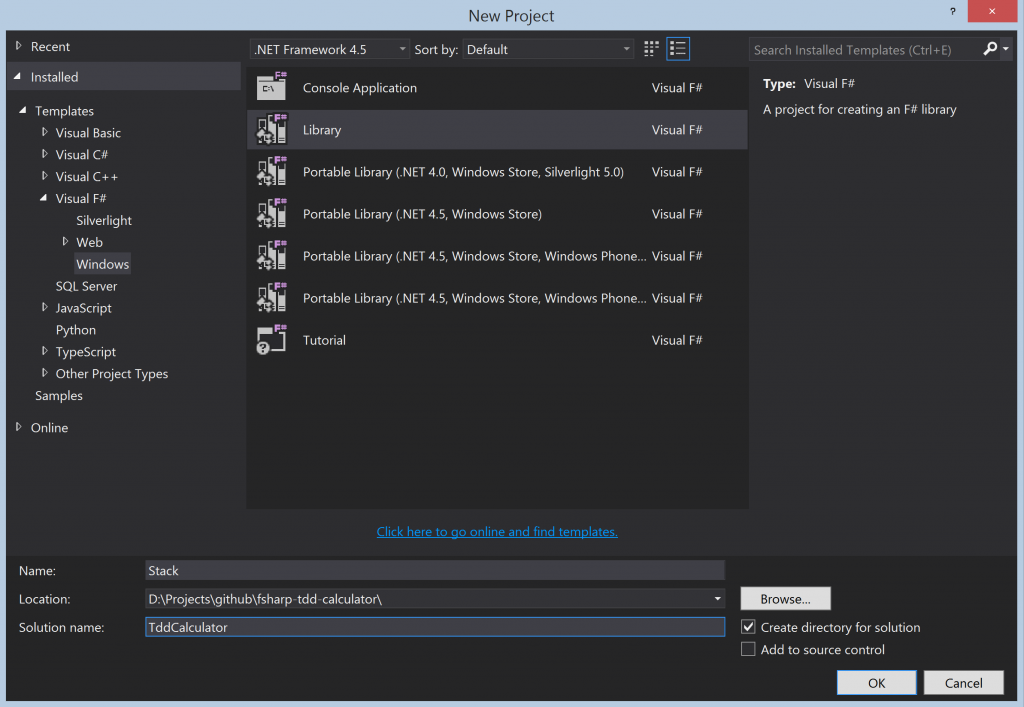 New Project
?
Recent
Installed
Templates
Visual Basic
Visual C#
Visual C++
Visual F#
Silverlight
Web
Windows
SQL Server
JavaScript
Python
TypeScript
Other Project Types
Samples
Online
.NET Framework 4.5
Sort by: Default
Search Installed Templates (Ctrl+E)
F# C:\ Console Application Visual F#
F# Library Visual F#
F# Portable Library (.NET 4.0, Windows Store, Silverlight 5.0) Visual F#
F# Portable Library (.NET 4.5, Windows Store) Visual F#
F# Portable Library (.NET 4.5, Windows Store, Windows Phone... Visual F#
F# Portable Library (.NET 4.5, Windows Store, Windows Phone... Visual F#
F# ? Tutorial Visual F#
Type: Visual F#
A project for creating an F# library
Click here to go online and find templates.
Name: Stack
Location: D:\Projects\github\fsharp-tdd-calculator\
Browse...
Solution name: TddCalculator
Create directory for solution
Add to source control
OK
Cancel